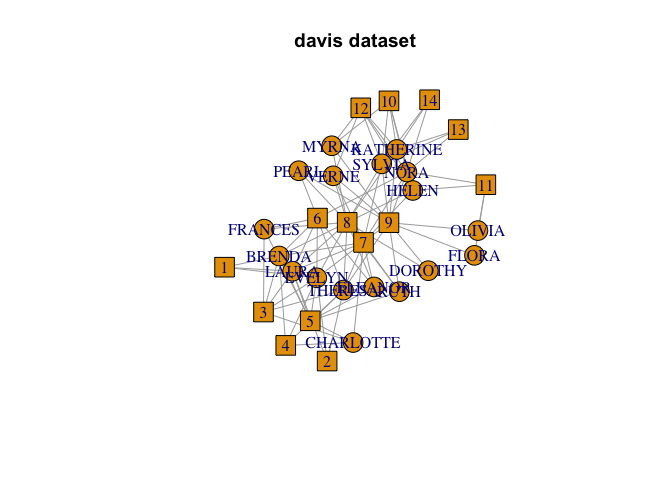 davis dataset
14
10
12
13
MYRNA
KATHERINE
SYLVIA
PEARL
VERNE
NORA
11
HELEN
6
8
9
FRANCES
OLIVIA
7
BRENDA
FLORA
1
LAURA
DOROTHY
EVELYN
THERESA
ELEANOR
RUTH
3
5
CHARLOTTE
4
2